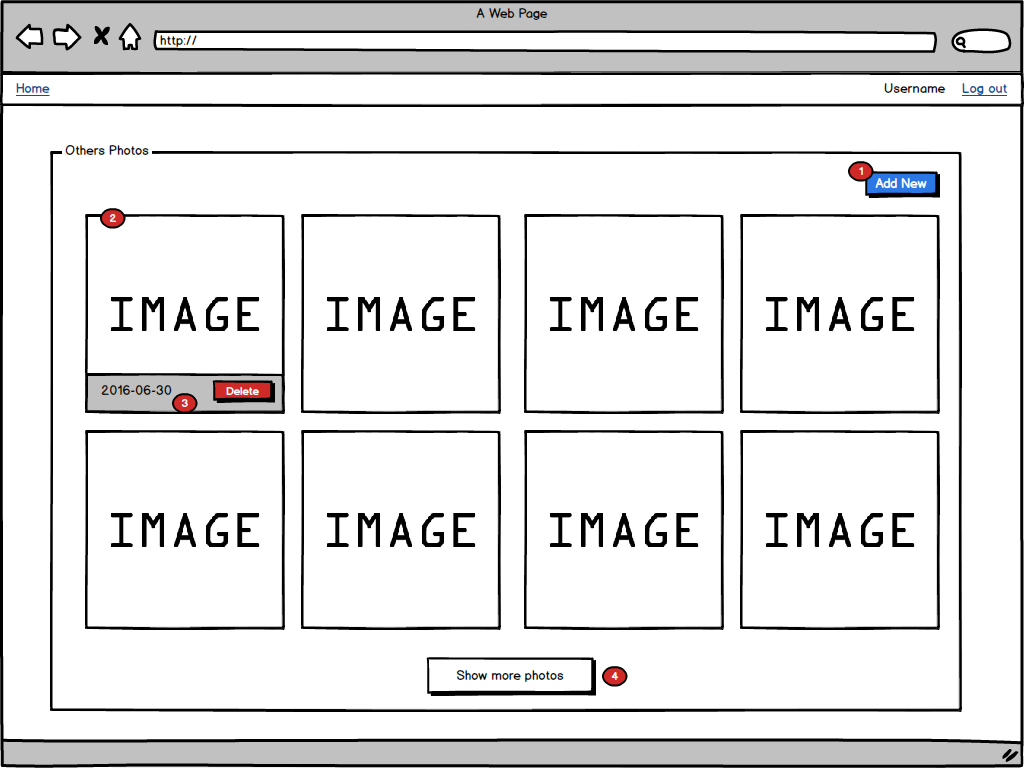 A Web Page
http://
Home
Username
Log out
Others Photos
1
Add New
2
IMAGE
IMAGE
IMAGE
IMAGE
2016-06-30
Delete
3
IMAGE
IMAGE
IMAGE
IMAGE
Show more photos
4